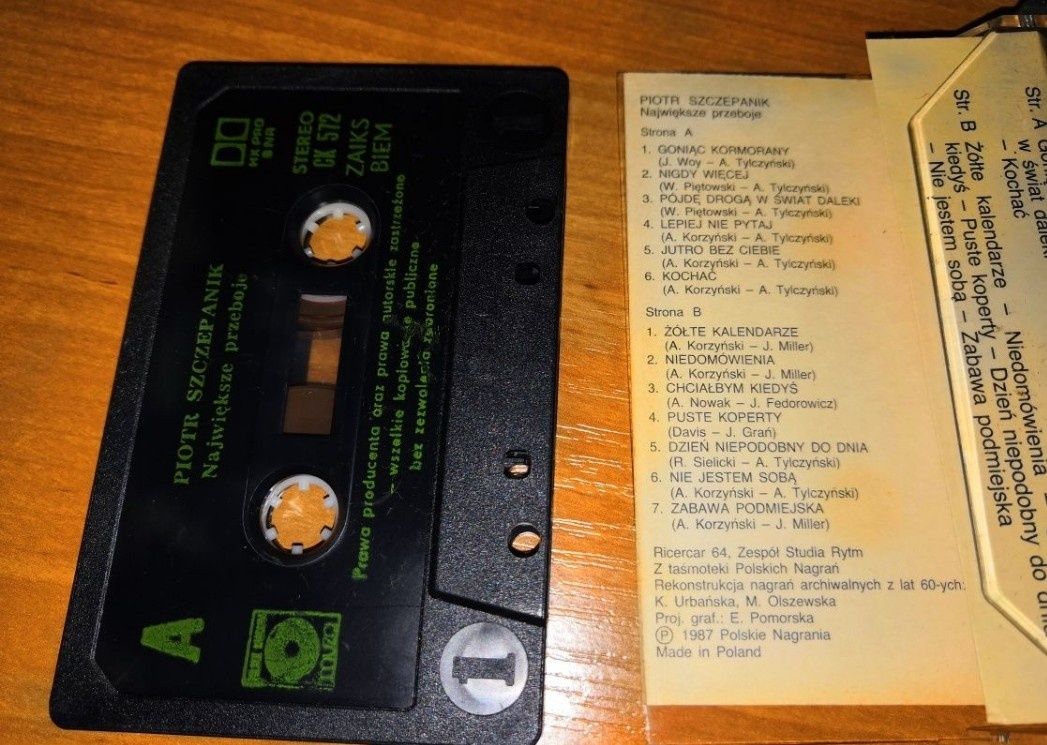 MX PRO
B NR
STEREO
CK 572
ZAIKS
BIEM
PIOTR SZCZEPANIK
Największe przeboje
Prawa producenta oraz prawa autorskie zastrzeżone
– wszelkie kopiowanie publiczne
bez zezwolenia zabronione
A
muza
1
PIOTR SZCZEPANIK
Największe przeboje
Strona A
1. GONIĄC KORMORANY
(J. Woy – A. Tylczyński)
2. NIGDY WIĘCEJ
(W. Piętowski – A. Tylczyński)
3. PÓJDĘ DROGĄ W ŚWIAT DALEKI
(W. Piętowski – A. Tylczyński)
4. LEPIEJ NIE PYTAJ
(A. Korzyński – A. Tylczyński)
5. JUTRO BEZ CIEBIE
(A. Korzyński – A. Tylczyński)
6. KOCHAĆ
(A. Korzyński – A. Tylczyński)
Strona B
1. ŻÓŁTE KALENDARZE
(A. Korzyński – J. Miller)
2. NIEDOMÓWIENIA
(A. Korzyński – J. Miller)
3. CHCIAŁBYM KIEDYŚ
(A. Nowak – J. Fedorowicz)
4. PUSTE KOPERTY
(Davis – J. Grań)
5. DZIEŃ NIEPODOBNY DO DNIA
(R. Sielicki – A. Tylczyński)
6. NIE JESTEM SOBĄ
(A. Korzyński – A. Tylczyński)
7. ZABAWA PODMIEJSKA
(A. Korzyński – J. Miller)
Ricercar 64, Zespół Studia Rytm
Z taśmoteki Polskich Nagrań
Rekonstrukcja nagrań archiwalnych z lat 60-ych:
K. Urbańska, M. Olszewska
Proj. graf.: E. Pomorska
Ⓟ 1987 Polskie Nagrania
Made in Poland
Str. A
w świat daleki
– Kochać
Str. B Żółte kalendarze – Niedomówienia
kiedyś – Puste koperty – Dzień niepodobny do
– Nie jestem sobą – Zabawa podmiejska